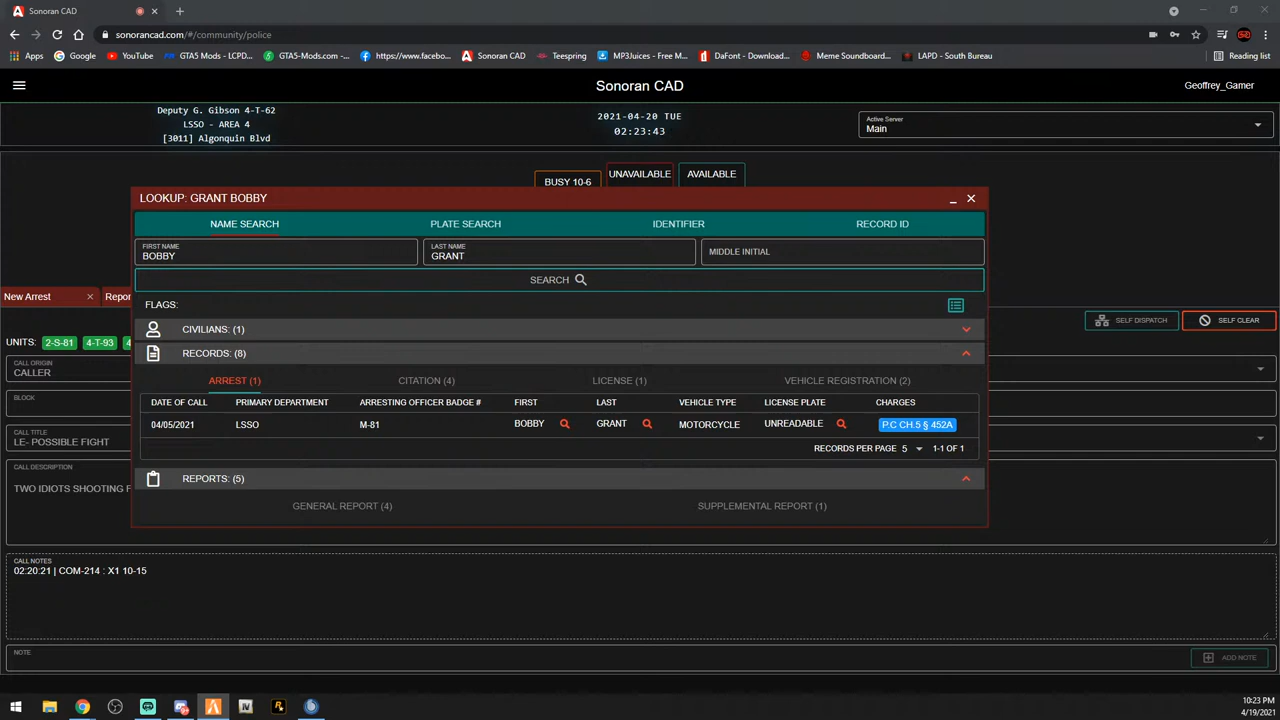 Sonoran CAD
sonorancad.com/#/community/police
Apps
Google
YouTube
GTA5 Mods - LCPD...
GTA5-Mods.com -...
https://www.facebo...
Sonoran CAD
Teespring
MP3Juices - Free M...
DaFont - Download...
Meme Soundboard...
LAPD - South Bureau
Reading list
Sonoran CAD
Geoffrey_Gamer
Deputy G. Gibson 4-T-62
LSSO - AREA 4
[3011] Algonquin Blvd
2021-04-20 TUE
02:23:43
Active Server
Main
BUSY 10-6
UNAVAILABLE
AVAILABLE
LOOKUP: GRANT BOBBY
NAME SEARCH
PLATE SEARCH
IDENTIFIER
RECORD ID
FIRST NAME
BOBBY
LAST NAME
GRANT
MIDDLE INITIAL
SEARCH
New Arrest
Repor
FLAGS:
CIVILIANS: (1)
RECORDS: (8)
UNITS: 2-S-81 4-T-93 4
SELF DISPATCH
SELF CLEAR
CALL ORIGIN
CALLER
BLOCK
CALL TITLE
LE- POSSIBLE FIGHT
CALL DESCRIPTION
TWO IDIOTS SHOOTING F
ARREST (1)
CITATION (4)
LICENSE (1)
VEHICLE REGISTRATION (2)
DATE OF CALL PRIMARY DEPARTMENT ARRESTING OFFICER BADGE # FIRST LAST VEHICLE TYPE LICENSE PLATE CHARGES
04/05/2021 LSSO M-81 BOBBY GRANT MOTORCYCLE UNREADABLE P.C CH.5 § 452A
RECORDS PER PAGE 5 1-1 OF 1
REPORTS: (5)
GENERAL REPORT (4)
SUPPLEMENTAL REPORT (1)
CALL NOTES
02:20:21 | COM-214 : X1 10-15
NOTE
ADD NOTE
10:23 PM
4/19/2021